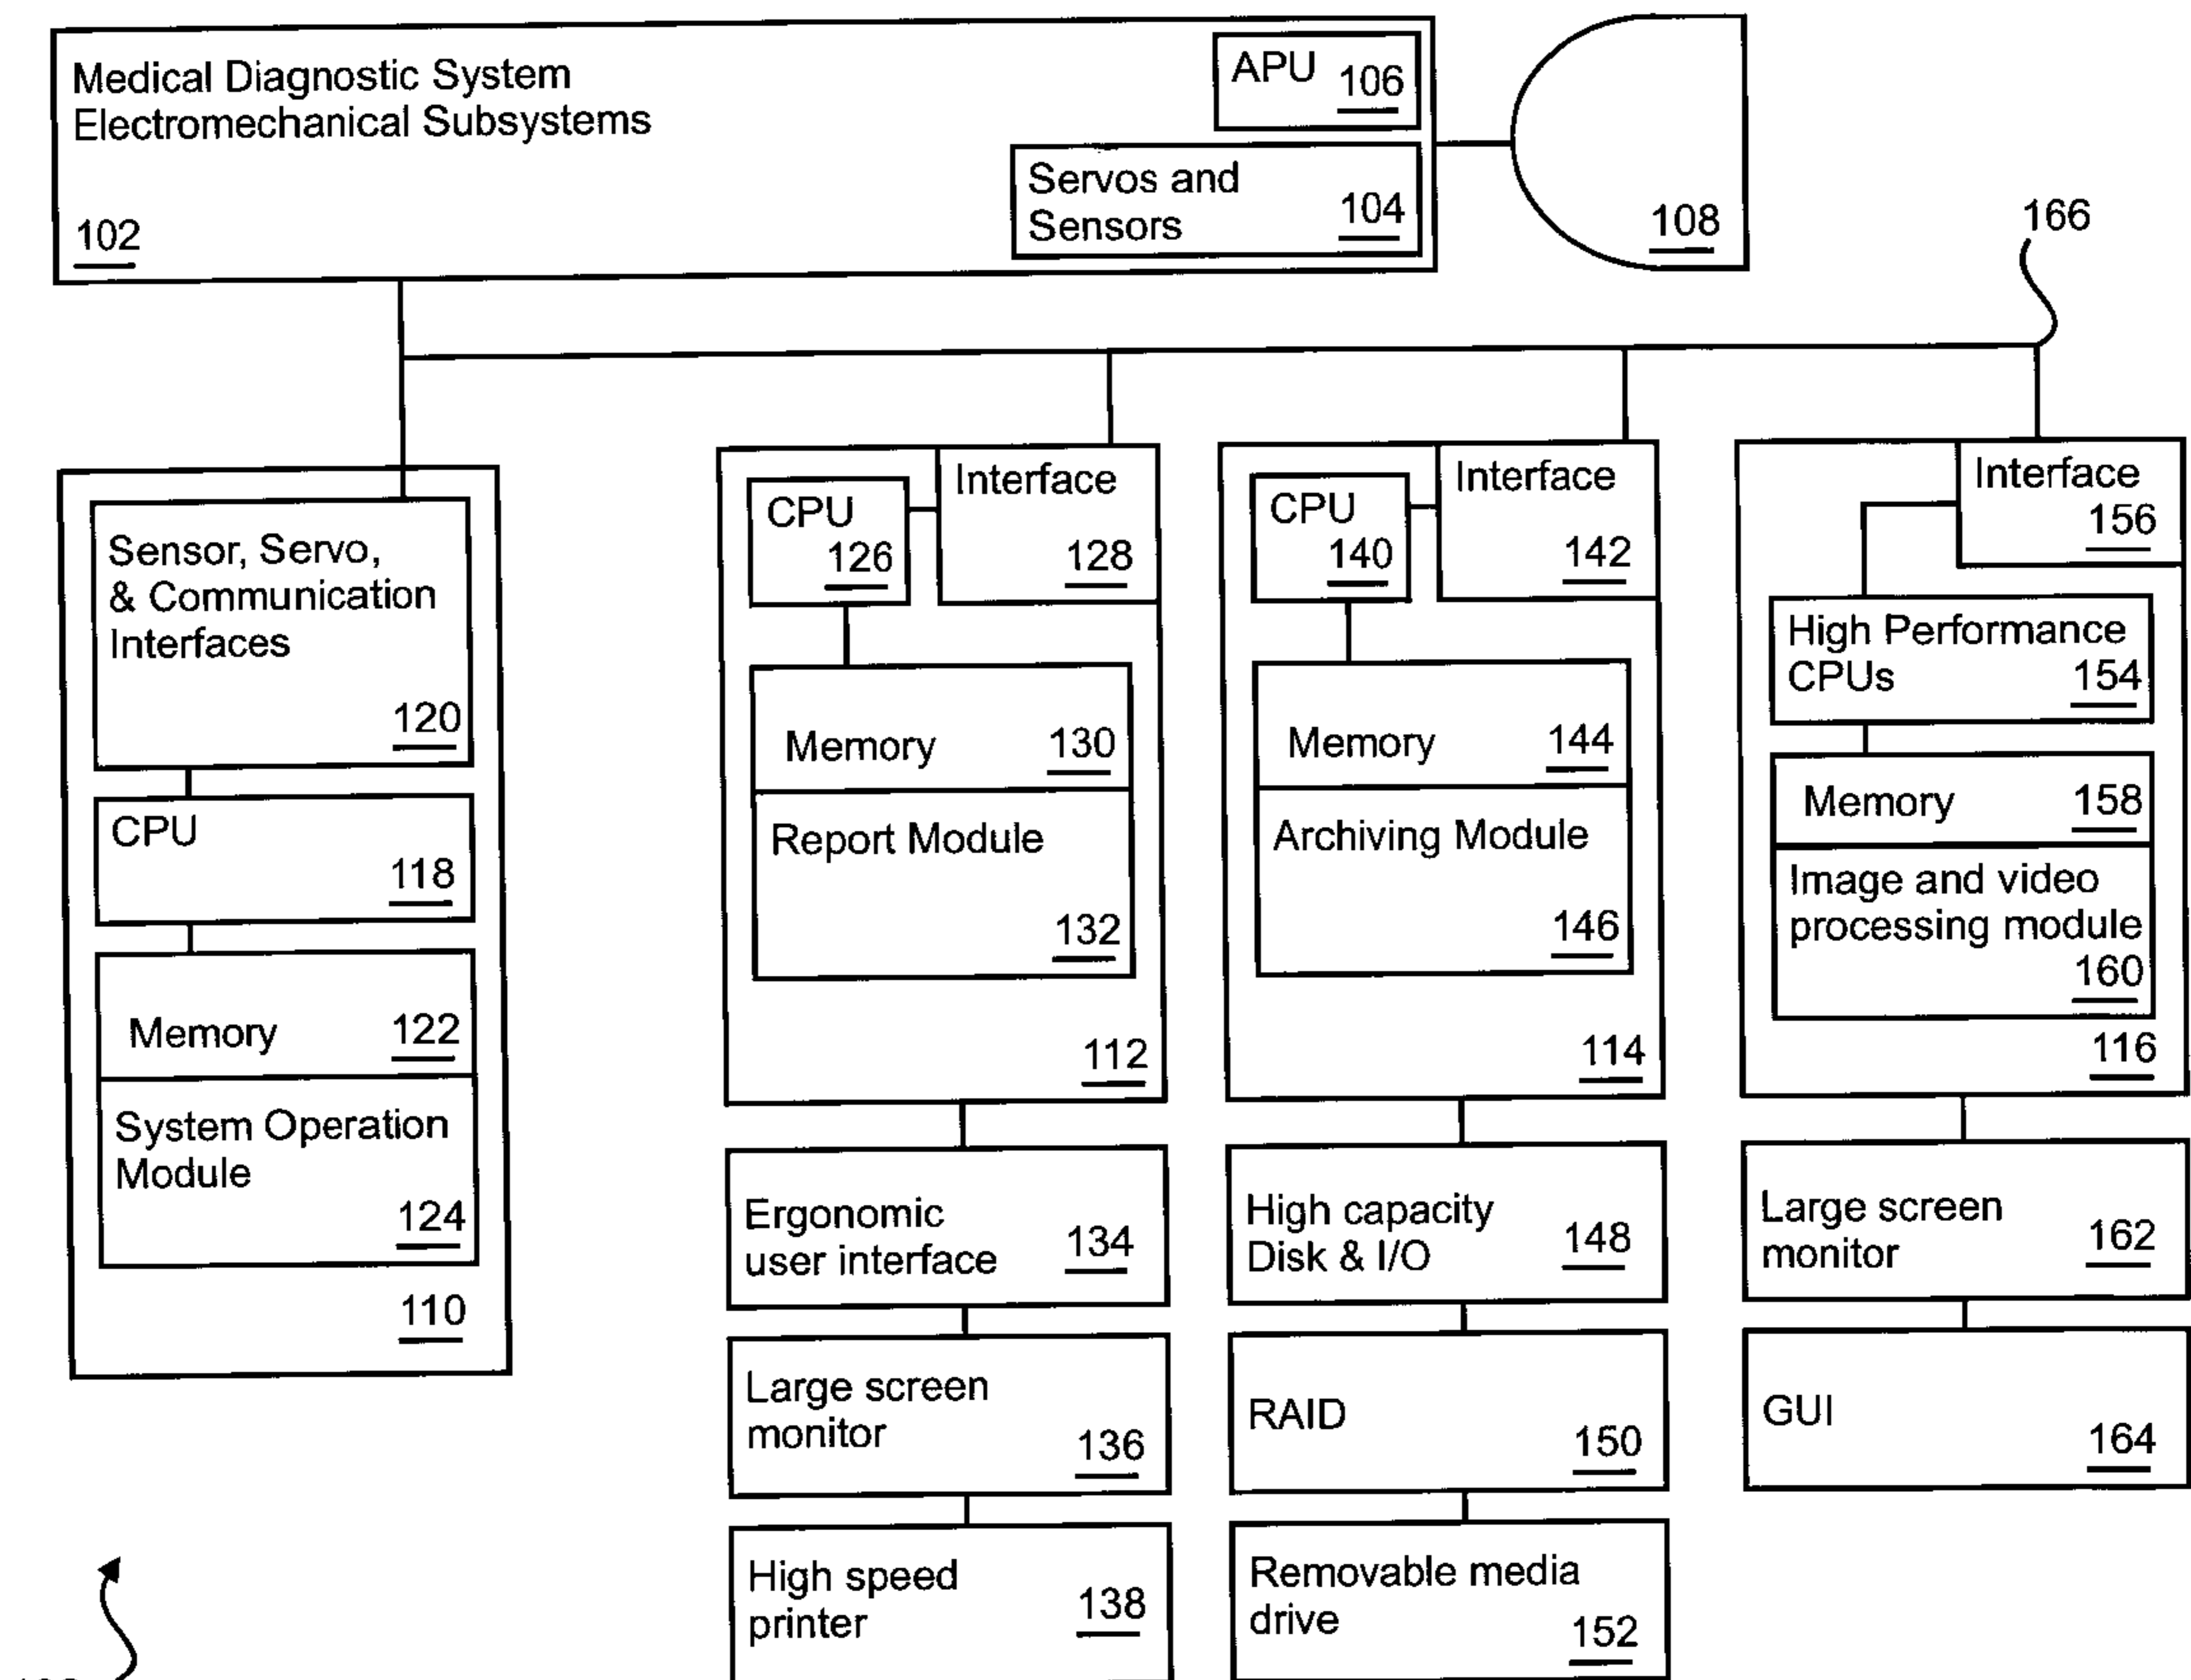 Medical Diagnostic System
Electromechanical Subsystems
102
APU 106
Servos and
Sensors 104
108
166
Sensor, Servo,
& Communication
Interfaces
120
CPU
118
Memory 122
System Operation
Module
124
110
CPU
126
Interface
128
Memory 130
Report Module
132
112
Ergonomic
user interface 134
Large screen
monitor 136
High speed
printer 138
CPU
140
Interface
142
Memory 144
Archiving Module
146
114
High capacity
Disk & I/O 148
RAID 150
Removable media
drive 152
Interface
156
High Performance
CPUs 154
Memory 158
Image and video
processing module
160
116
Large screen
monitor 162
GUI 164